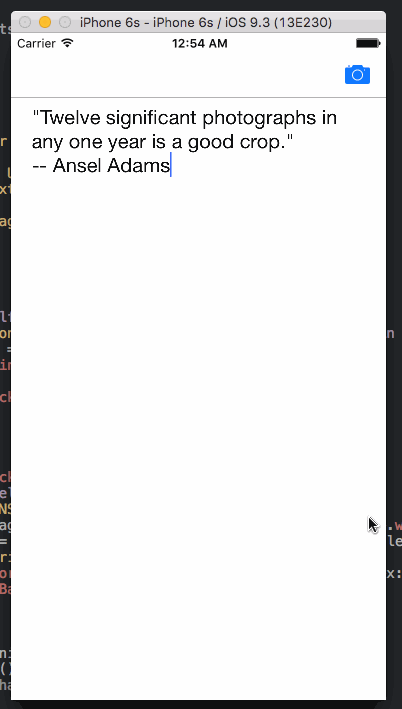 iPhone 6s - iPhone 6s / iOS 9.3 (13E230)
Carrier 12:54 AM
"Twelve significant photographs in
any one year is a good crop."
-- Ansel Adams